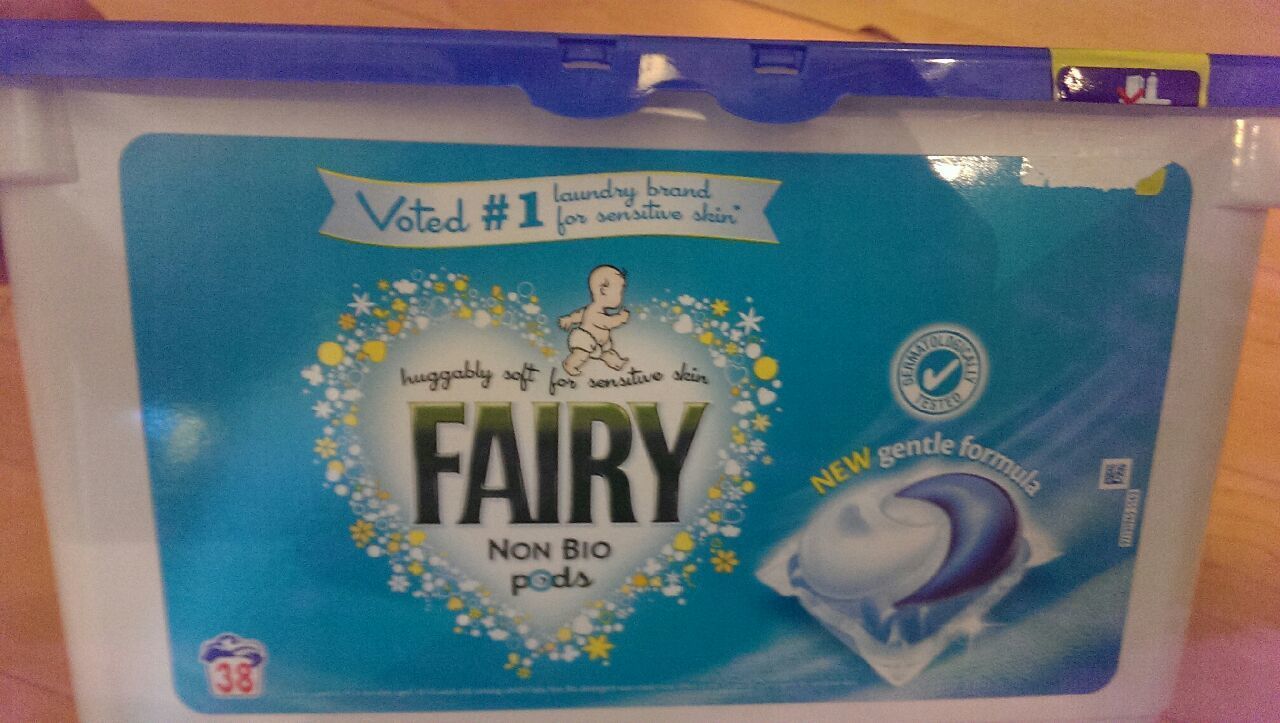 Voted #1 laundry brand
for sensitive skin*
huggably soft for sensitive skin
FAIRY
NON BIO
pods
DERMATOLOGICALLY
TESTED
NEW gentle formula
38